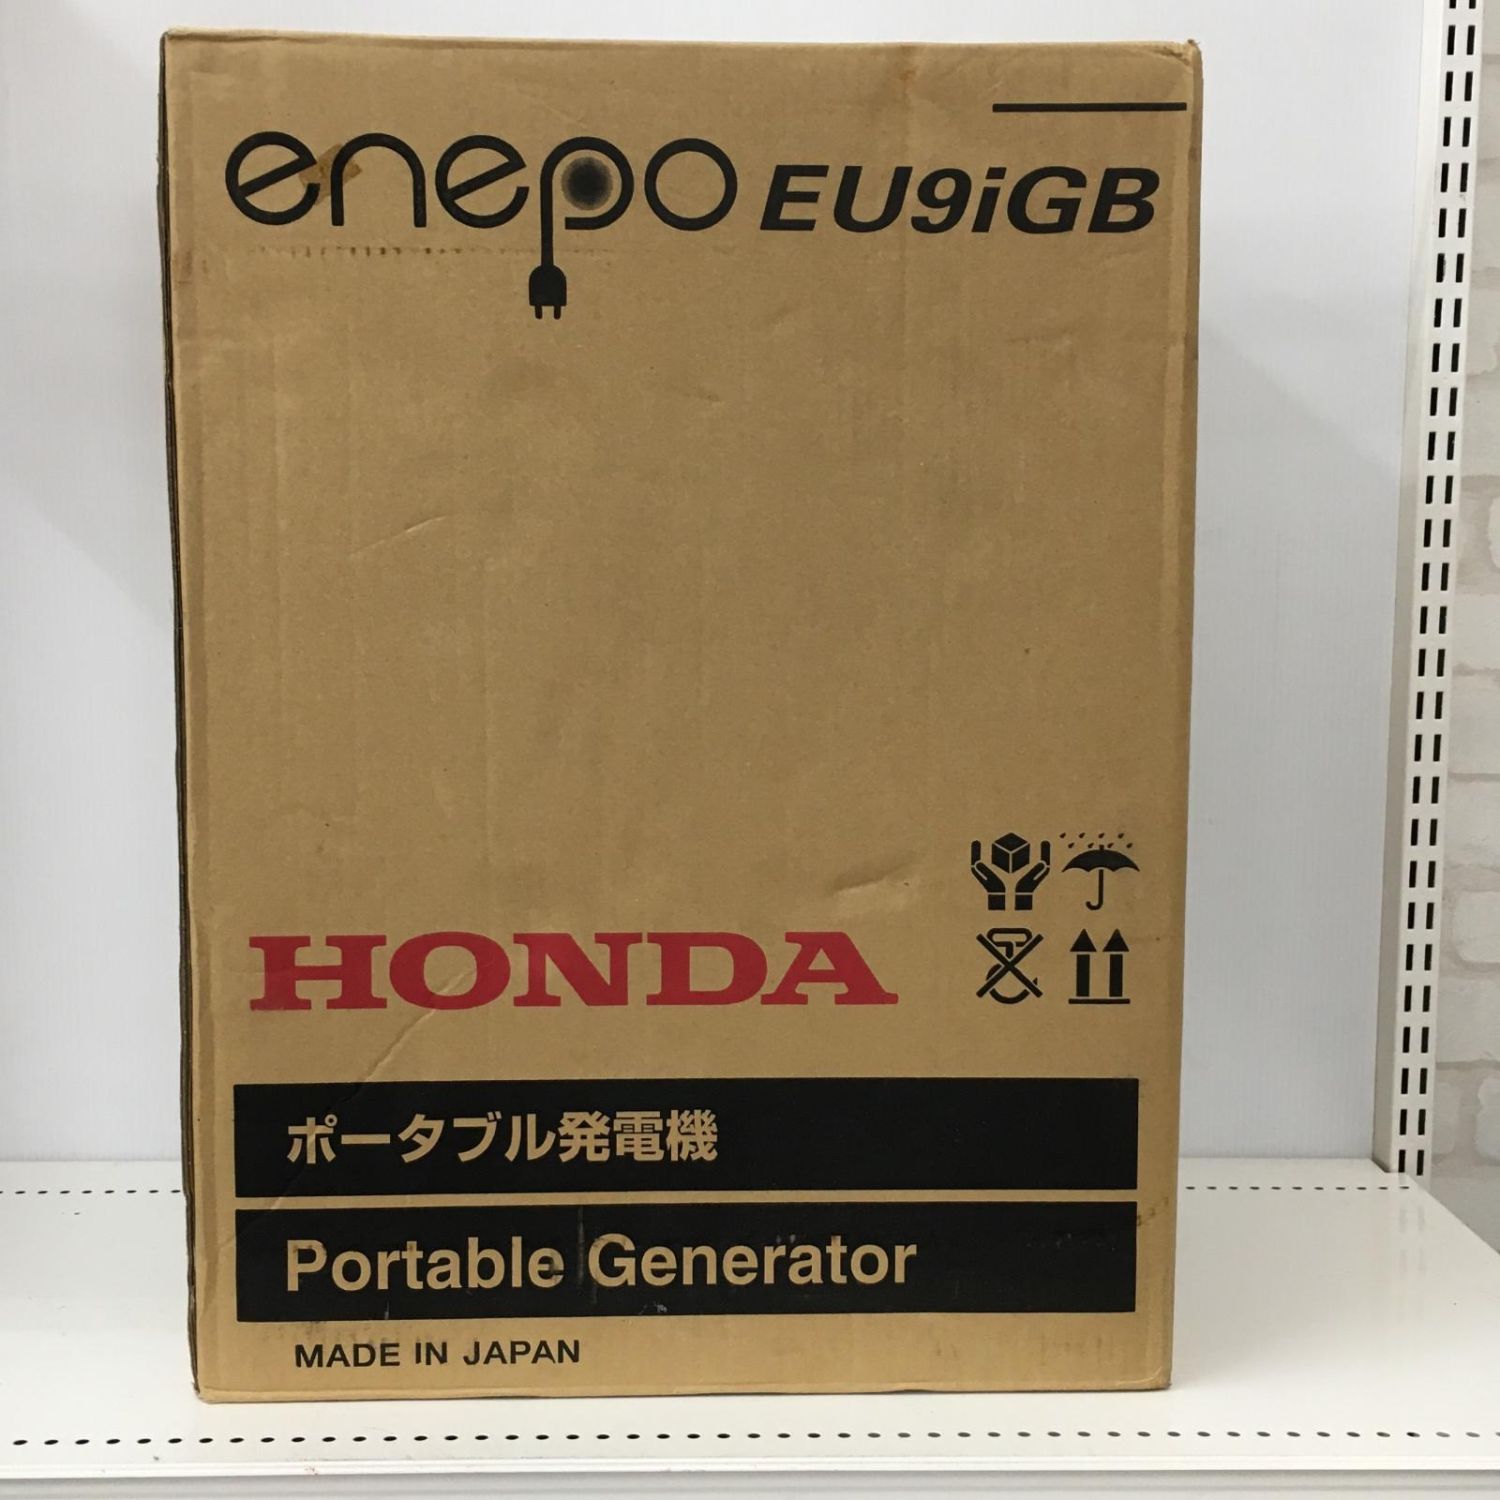 enepo EU9iGB
HONDA
ポータブル発電機
Portable Generator
MADE IN JAPAN